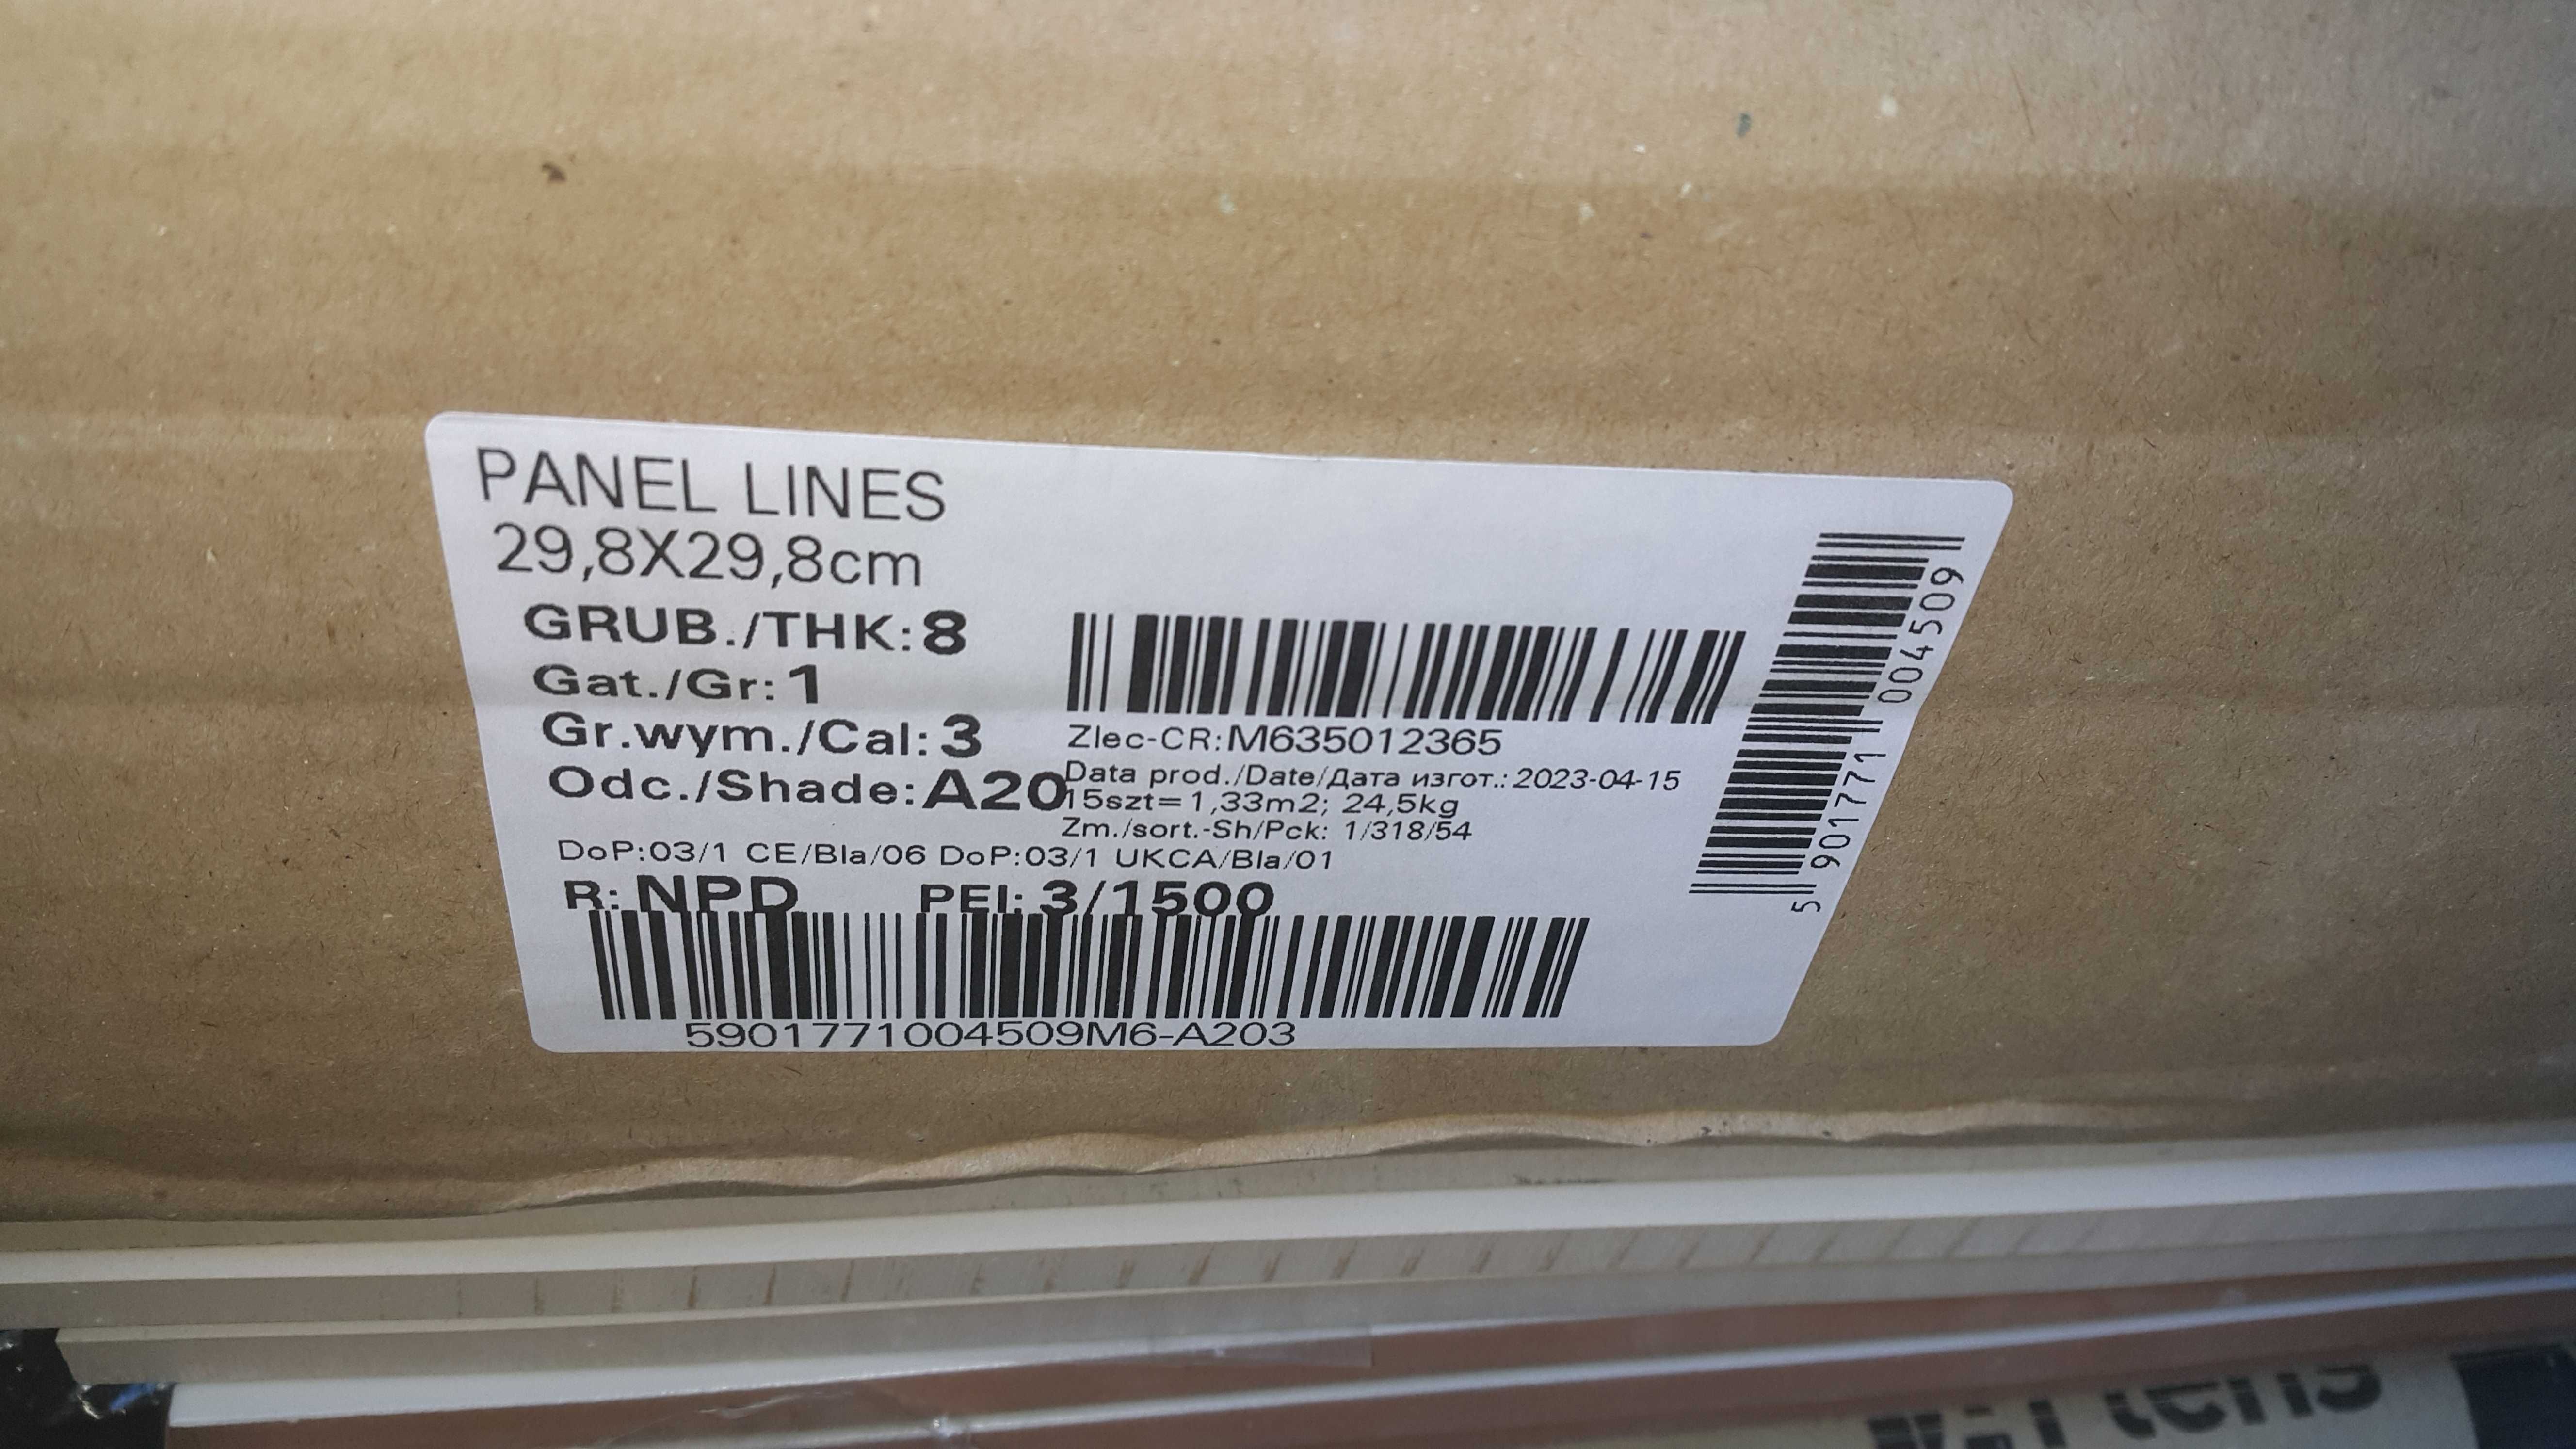 PANEL LINES
29,8X29,8cm
GRUB./THK:8
Gat./Gr:1
Gr.wym./Cal:3
Odc./Shade:A20
Zlec-CR:M635012365
Data prod./Date/Дата изгот.: 2023-04-15
15szt=1,33m2; 24,5kg
Zm./sort.-Sh/Pck: 1/318/54
DoP:03/1 CE/BIa/06 DoP:03/1 UKCA/BIa/01
R: NPD PEI: 3/1500
5901771004509M6-A203
5 901771 004509